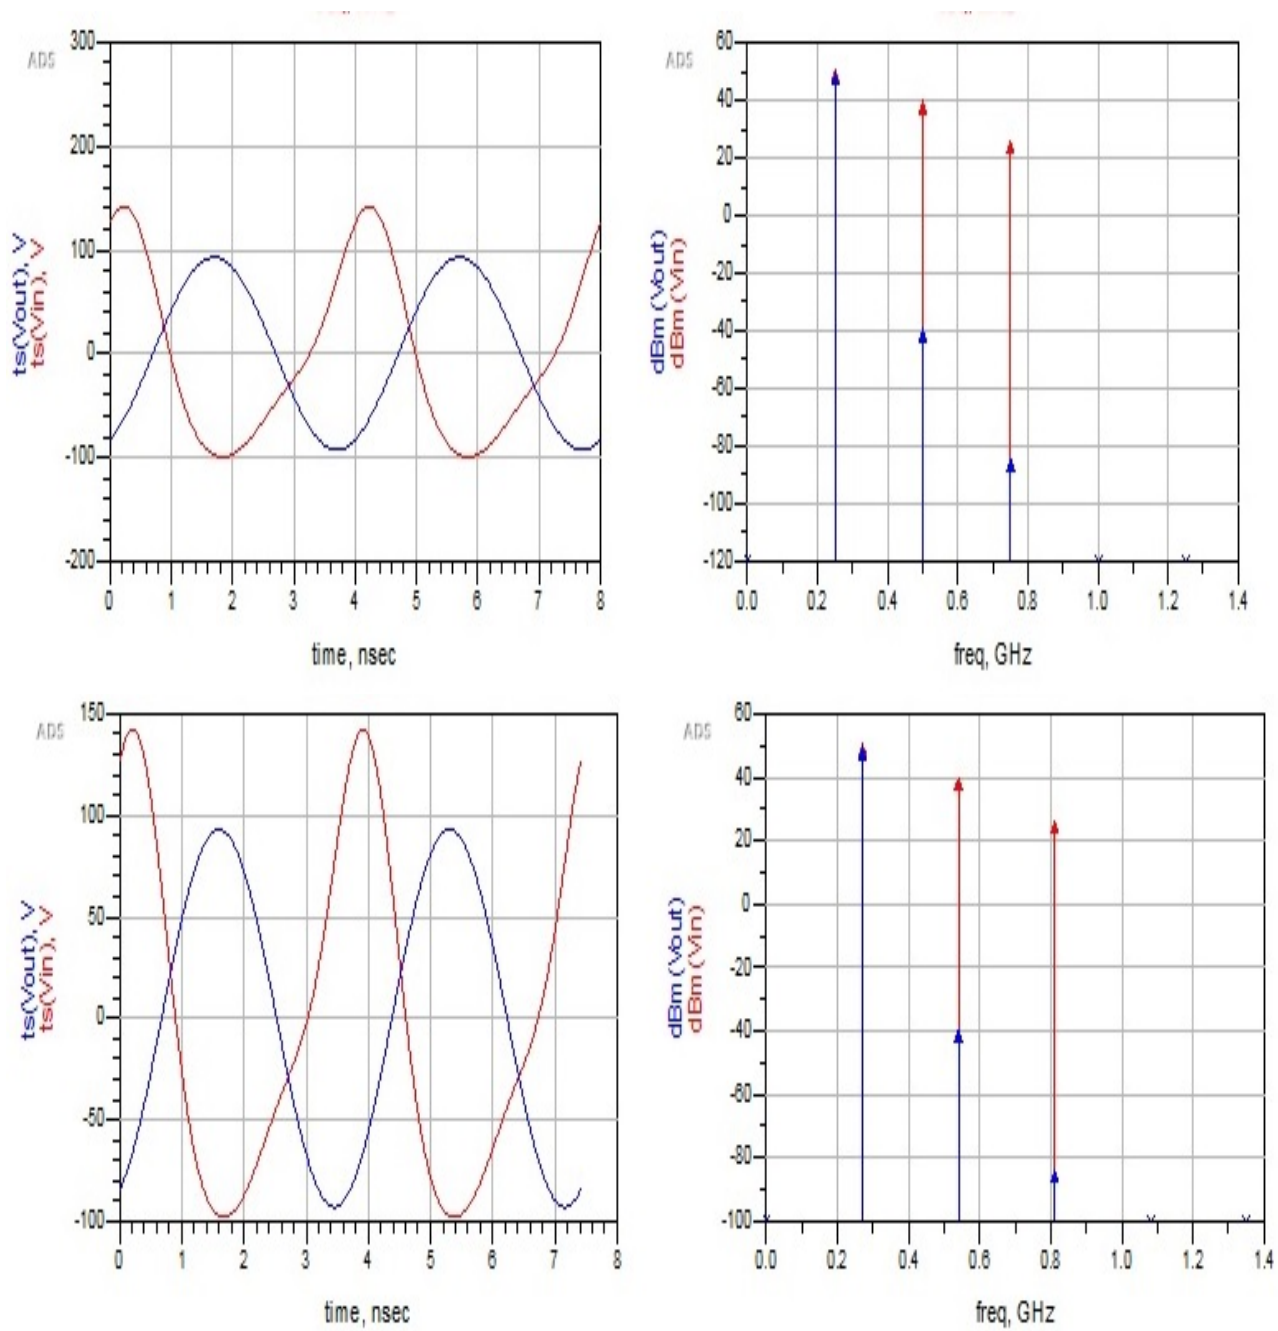 ADS
300
200
100
0
-100
-200
ts(Vout), V
ts(Vin), V
0 1 2 3 4 5 6 7 8
time, nsec
ADS
60
40
20
0
-20
-40
-60
-80
-100
-120
dBm(Vout)
dBm(Vin)
0.0 0.2 0.4 0.6 0.8 1.0 1.2 1.4
freq, GHz
ADS
150
100
50
0
-50
-100
ts(Vout), V
ts(Vin), V
0 1 2 3 4 5 6 7 8
time, nsec
ADS
60
40
20
0
-20
-40
-60
-80
-100
dBm(Vout)
dBm(Vin)
0.0 0.2 0.4 0.6 0.8 1.0 1.2 1.4
freq, GHz